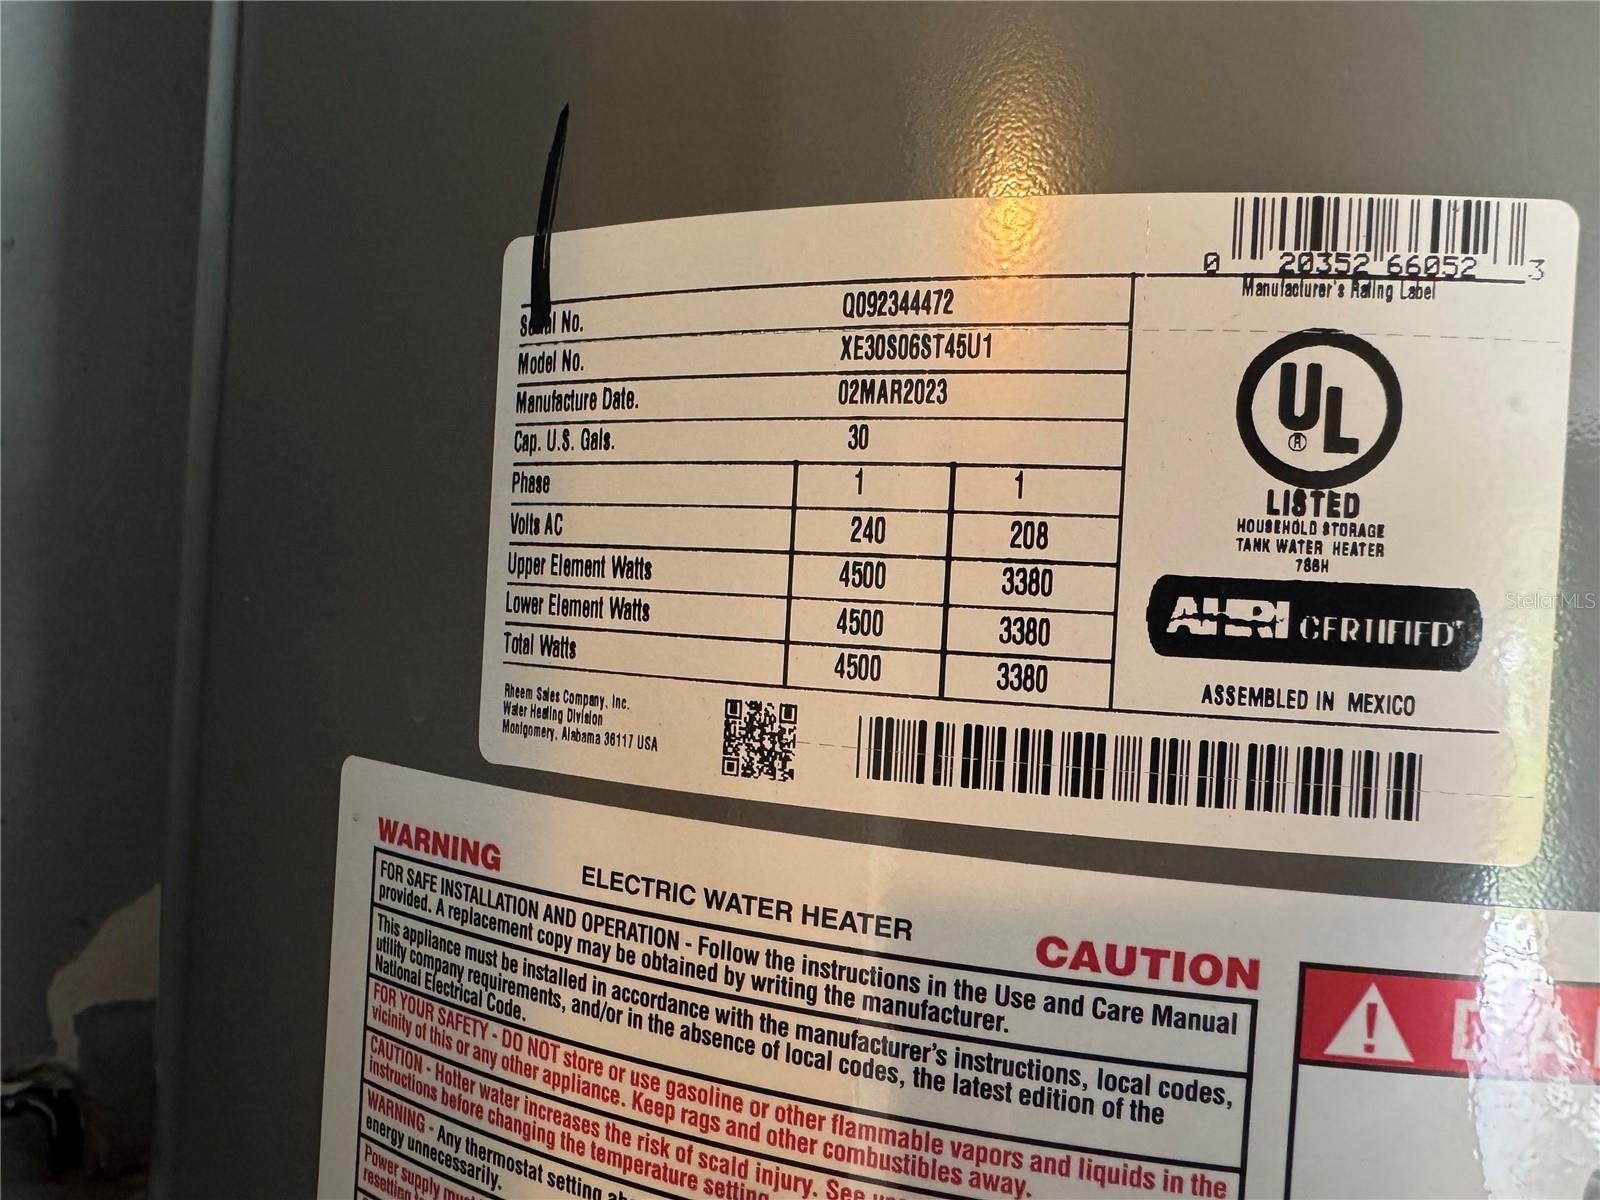 0 20352 66052 3
Manufacturer's Rating Label
Serial No. Q092344472
Model No. XE30S06ST45U1
Manufacture Date. 02MAR2023
Cap. U.S. Gals. 30
Phase 1 1
Volts AC 240 208
Upper Element Watts 4500 3380
Lower Element Watts 4500 3380
Total Watts 4500 3380
Rheem Sales Company, Inc.
Water Heating Division
Montgomery, Alabama 36117 USA
UL
®
LISTED
HOUSEHOLD STORAGE
TANK WATER HEATER
AHRI CERTIFIED
ASSEMBLED IN MEXICO
StellarMLS
WARNING
ELECTRIC WATER HEATER
CAUTION
FOR SAFE INSTALLATION AND OPERATION - Follow the instructions in the Use and Care Manual
provided. A replacement copy may be obtained by writing the manufacturer.
This appliance must be installed in accordance with the manufacturer's instructions, local codes,
utility company requirements, and/or in the absence of local codes, the latest edition of the
National Electrical Code.
FOR YOUR SAFETY - DO NOT store or use gasoline or other flammable vapors and liquids in the
vicinity of this or any other appliance. Keep rags and other combustibles away.
CAUTION - Hotter water increases the risk of scald injury. See
instructions before changing the temperature setting.
WARNING - Any thermostat setting
energy unnecessarily.
Power supply